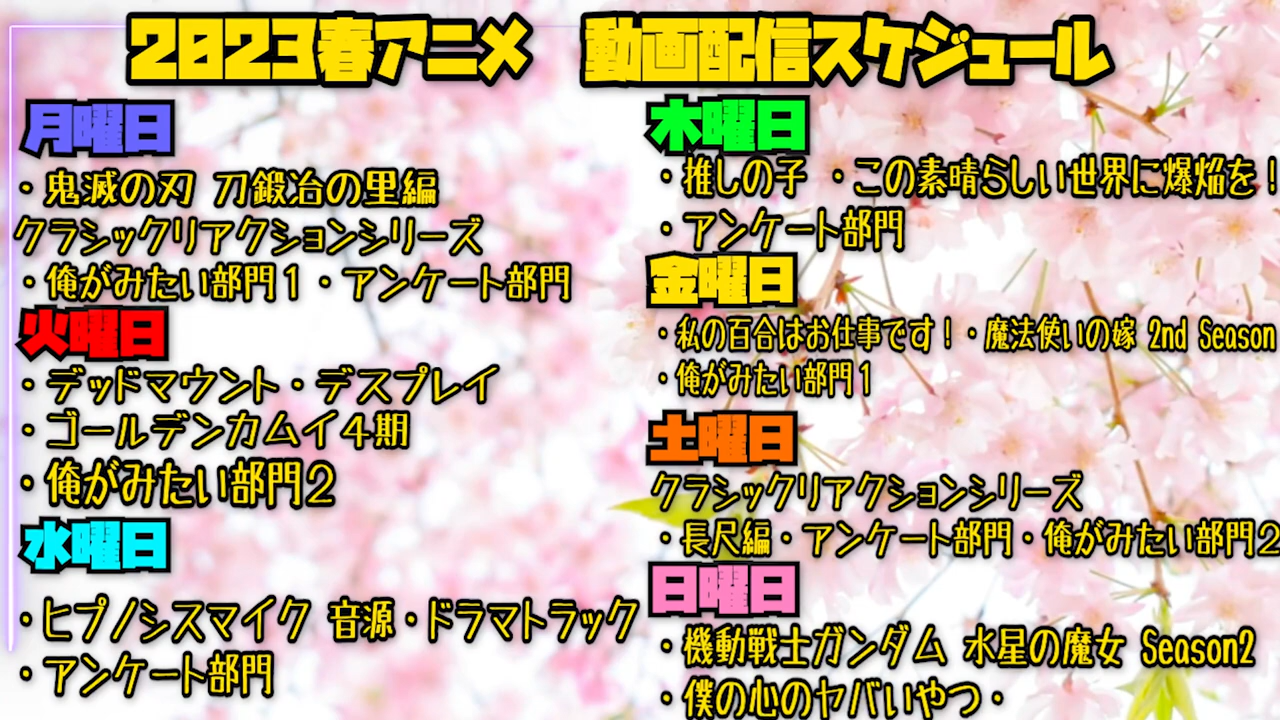 2023春アニメ 動画配信スケジュール
月曜日
・鬼滅の刃 刀鍛冶の里編
クラシックリアクションシリーズ
・俺がみたい部門１・アンケート部門
火曜日
・デッドマウント・デスプレイ
・ゴールデンカムイ４期
・俺がみたい部門２
水曜日
・ヒプノシスマイク 音源・ドラマトラック
・アンケート部門
木曜日
・推しの子 ・この素晴らしい世界に爆焔を！
・アンケート部門
金曜日
・私の百合はお仕事です！・魔法使いの嫁 2nd Season
・俺がみたい部門１
土曜日
クラシックリアクションシリーズ
・長尺編・アンケート部門・俺がみたい部門２
日曜日
・機動戦士ガンダム 水星の魔女 Season2
・僕の心のヤバいやつ・